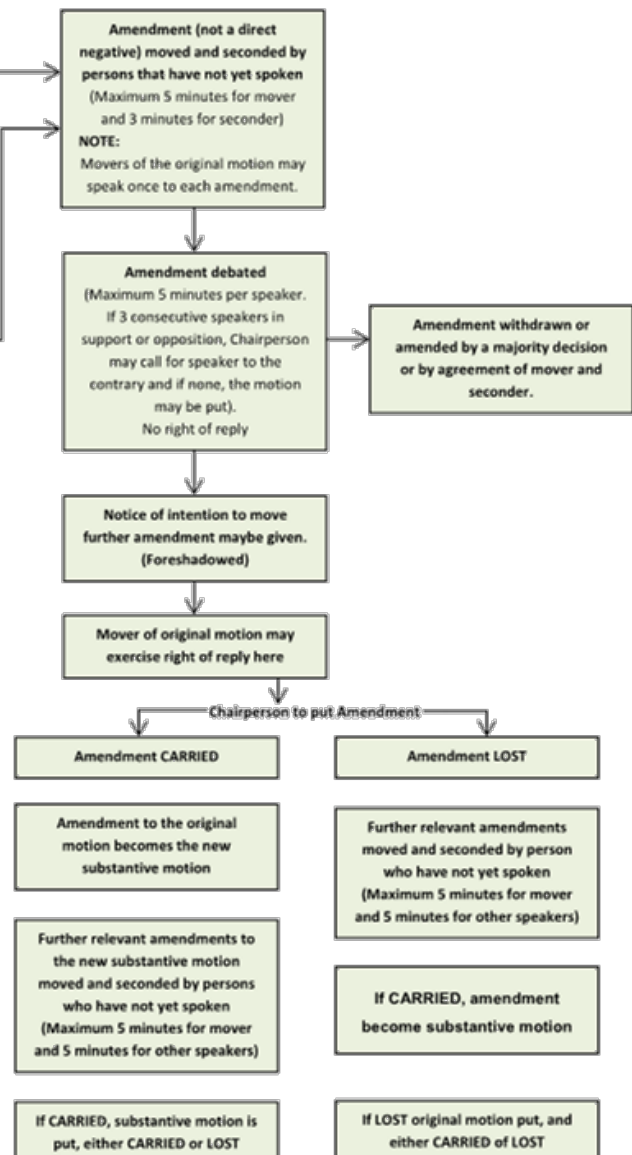 Amendment (not a direct
negative) moved and seconded by
persons that have not yet spoken
(Maximum 5 minutes for mover
and 3 minutes for seconder)
NOTE:
Movers of the original motion may
speak once to each amendment.
Amendment debated
(Maximum 5 minutes per speaker.
If 3 consecutive speakers in
support or opposition, Chairperson
may call for speaker to the
contrary and if none, the motion
may be put).
No right of reply
Amendment withdrawn or
amended by a majority decision
or by agreement of mover and
seconder.
Notice of intention to move
further amendment maybe given.
(Foreshadowed)
Mover of original motion may
exercise right of reply here
Chairperson to put Amendment
Amendment CARRIED
Amendment to the original
motion becomes the new
substantive motion
Further relevant amendments to
the new substantive motion
moved and seconded by persons
who have not yet spoken
(Maximum 5 minutes for mover
and 5 minutes for other speakers)
If CARRIED, substantive motion is
put, either CARRIED or LOST
Amendment LOST
Further relevant amendments
moved and seconded by person
who have not yet spoken
(Maximum 5 minutes for mover
and 5 minutes for other speakers)
If CARRIED, amendment
become substantive motion
If LOST original motion put, and
either CARRIED of LOST